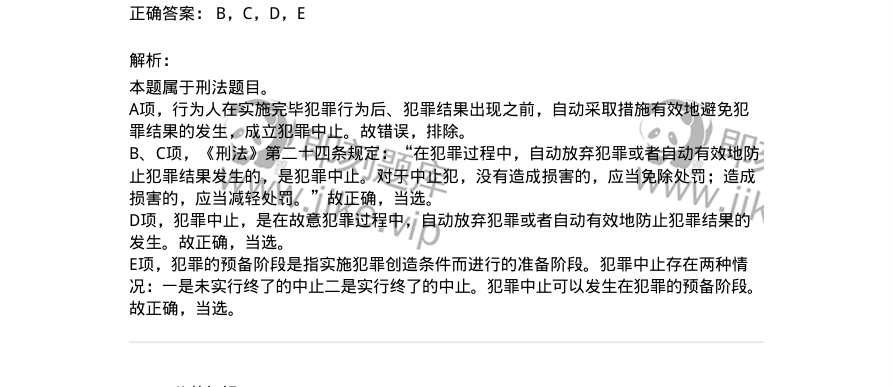 正确答案： B，C，D，E
解析：
本题属于刑法题目。
A项，行为人在实施完毕犯罪行为后、犯罪结果出现之前，自动采取措施有效地避免犯
罪结果的发生，成立犯罪中止。故错误，排除。
B、C项，《刑法》第二十四条规定：“在犯罪过程中，自动放弃犯罪或者自动有效地防
止犯罪结果发生的，是犯罪中止。对于中止犯，没有造成损害的，应当免除处罚；造成
损害的，应当减轻处罚。”故正确，当选。
D项，犯罪中止，是在故意犯罪过程中，自动放弃犯罪或者自动有效地防止犯罪结果的
发生。故正确，当选。
E项，犯罪的预备阶段是指实施犯罪创造条件而进行的准备阶段。犯罪中止存在两种情
况：一是未实行终了的中止二是实行终了的中止。犯罪中止可以发生在犯罪的预备阶段。
故正确，当选。
即刻题库
www.jike.vip
即刻
www.jik